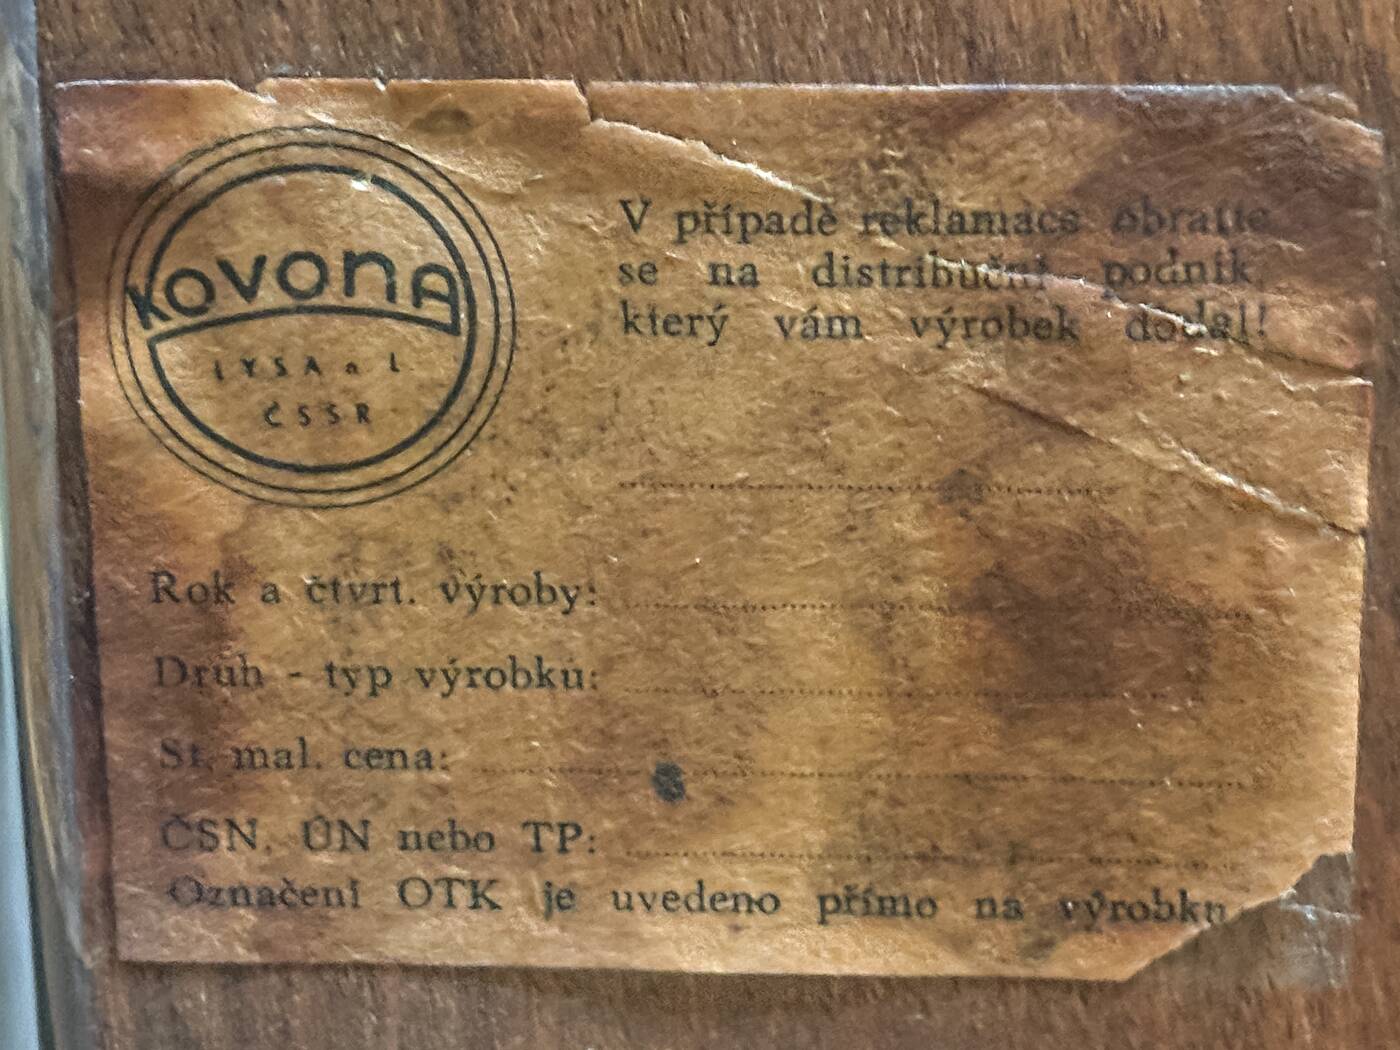 KOVONA
LYSA n L
ČSSR
V případě reklamace obraťte
se na distribuční podnik,
který vám výrobek dodal!
Rok a čtvrt. výroby:
Druh - typ výrobku:
St. mal. cena:
ČSN, ÚN nebo TP:
Označení OTK je uvedeno přímo na výrobku